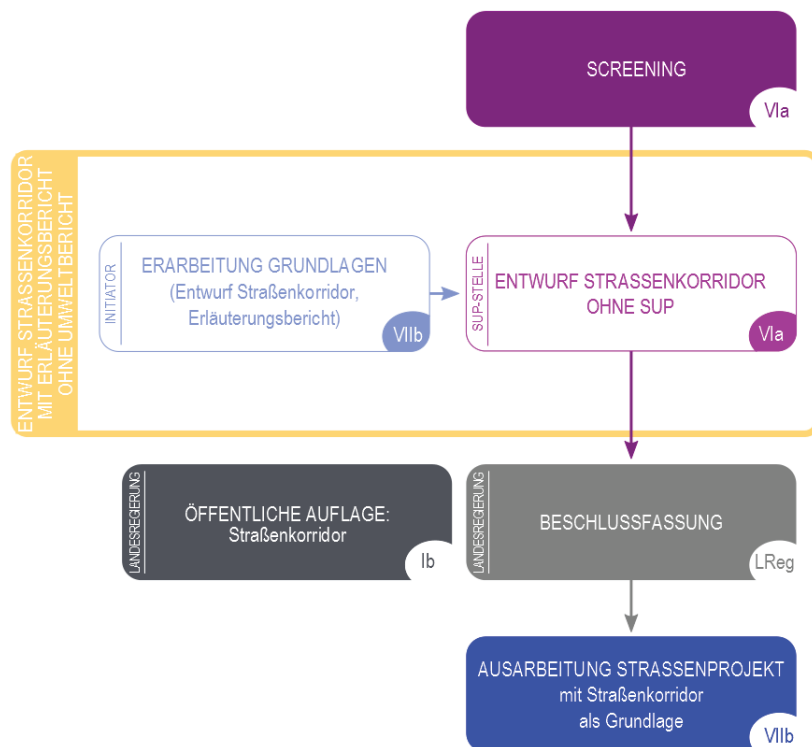 SCREENING
VIa
ENTWURF STRASSENKORRIDOR
MIT ERLÄUTERUNGSBERICHT
OHNE UMWELTBERICHT
INITIATOR
ERARBEITUNG GRUNDLAGEN
(Entwurf Straßenkorridor,
Erläuterungsbericht)
VIIb
SUP-STELLE
ENTWURF STRASSENKORRIDOR
OHNE SUP
VIa
LANDESREGIERUNG
ÖFFENTLICHE AUFLAGE:
Straßenkorridor
Ib
LANDESREGIERUNG
BESCHLUSSFASSUNG
LReg
AUSARBEITUNG STRASSENPROJEKT
mit Straßenkorridor
als Grundlage
VIIb